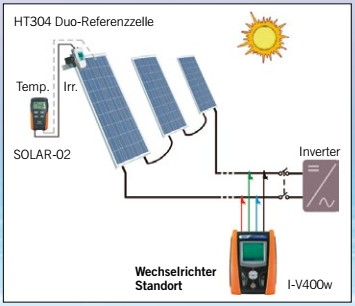 HT304 Duo-Referenzzelle
Temp.
Irr.
SOLAR-02
Inverter
Wechselrichter
Standort
I-V400w